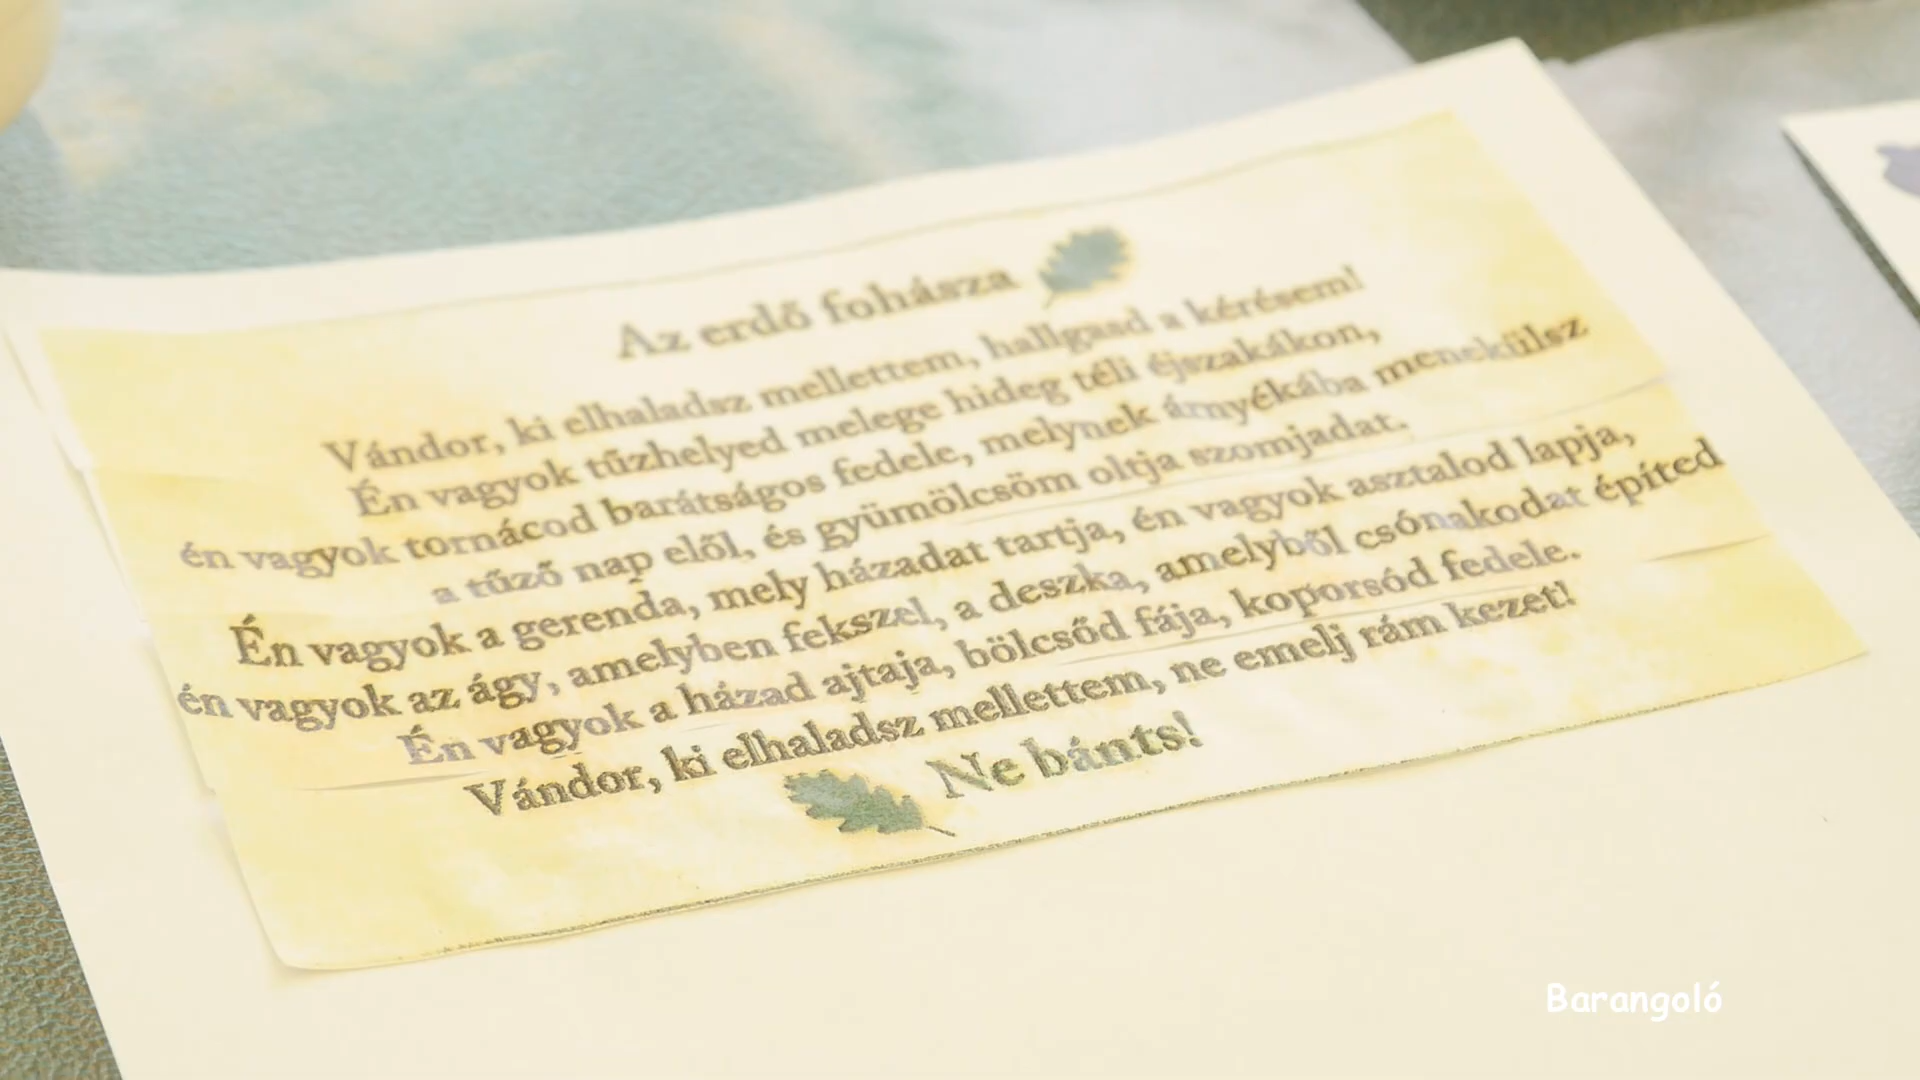 Az erdő fohásza
Vándor, ki elhaladsz mellettem, hallgasd a kérésem!
Én vagyok tűzhelyed melege hideg téli éjszakákon,
én vagyok tornácod barátságos fedele, melynek árnyékába menekülsz
a tűző nap elől, és gyümölcsöm oltja szomjadat.
Én vagyok a gerenda, mely házadat tartja, én vagyok asztalod lapja,
én vagyok az ágy, amelyben fekszel, a deszka, amelyből csónakodat építed
Én vagyok a házad ajtaja, bölcsőd fája, koporsód fedele.
Vándor, ki elhaladsz mellettem, ne emelj rám kezet!
Ne bánts!
Barangoló